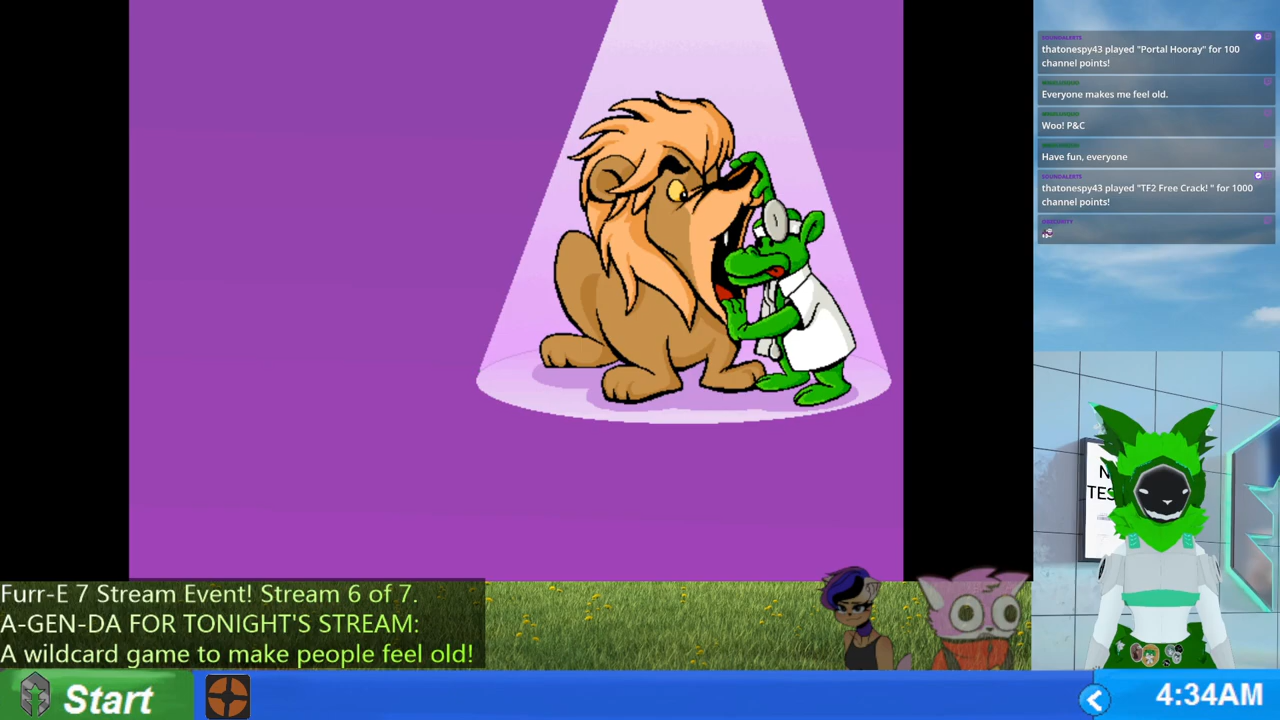 thatonespy43 played "Portal Hooray" for 100
channel points!
Everyone makes me feel old.
Woo! P&C
Have fun, everyone
SOUNDALERTS
thatonespy43 played "TF2 Free Crack! " for 1000
channel points!
N
TES
Furr-E 7 Stream Event! Stream 6 of 7.
A-GEN-DA FOR TONIGHT'S STREAM:
A wildcard game to make people feel old!
Start
4:34AM